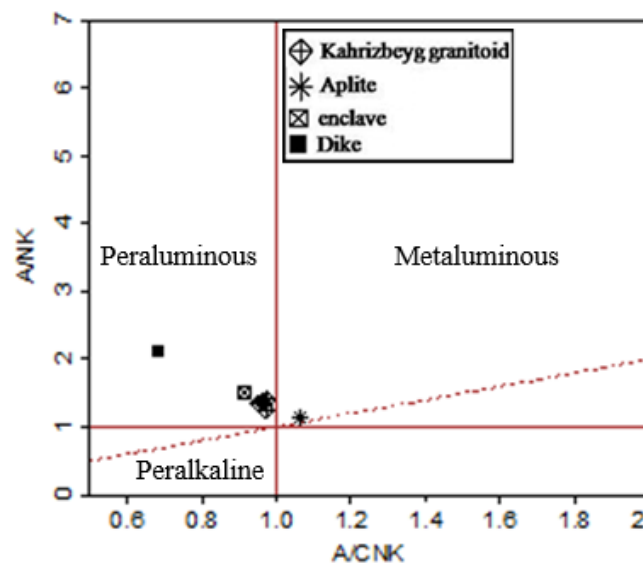 7
Kahrizbeyg granitoid
Aplite
enclave
Dike
6
5
4
A/NK
Peraluminous
Metaluminous
3
2
1
Peralkaline
0
0.6 0.8 1.0 1.2 1.4 1.6 1.8 2
A/CNK